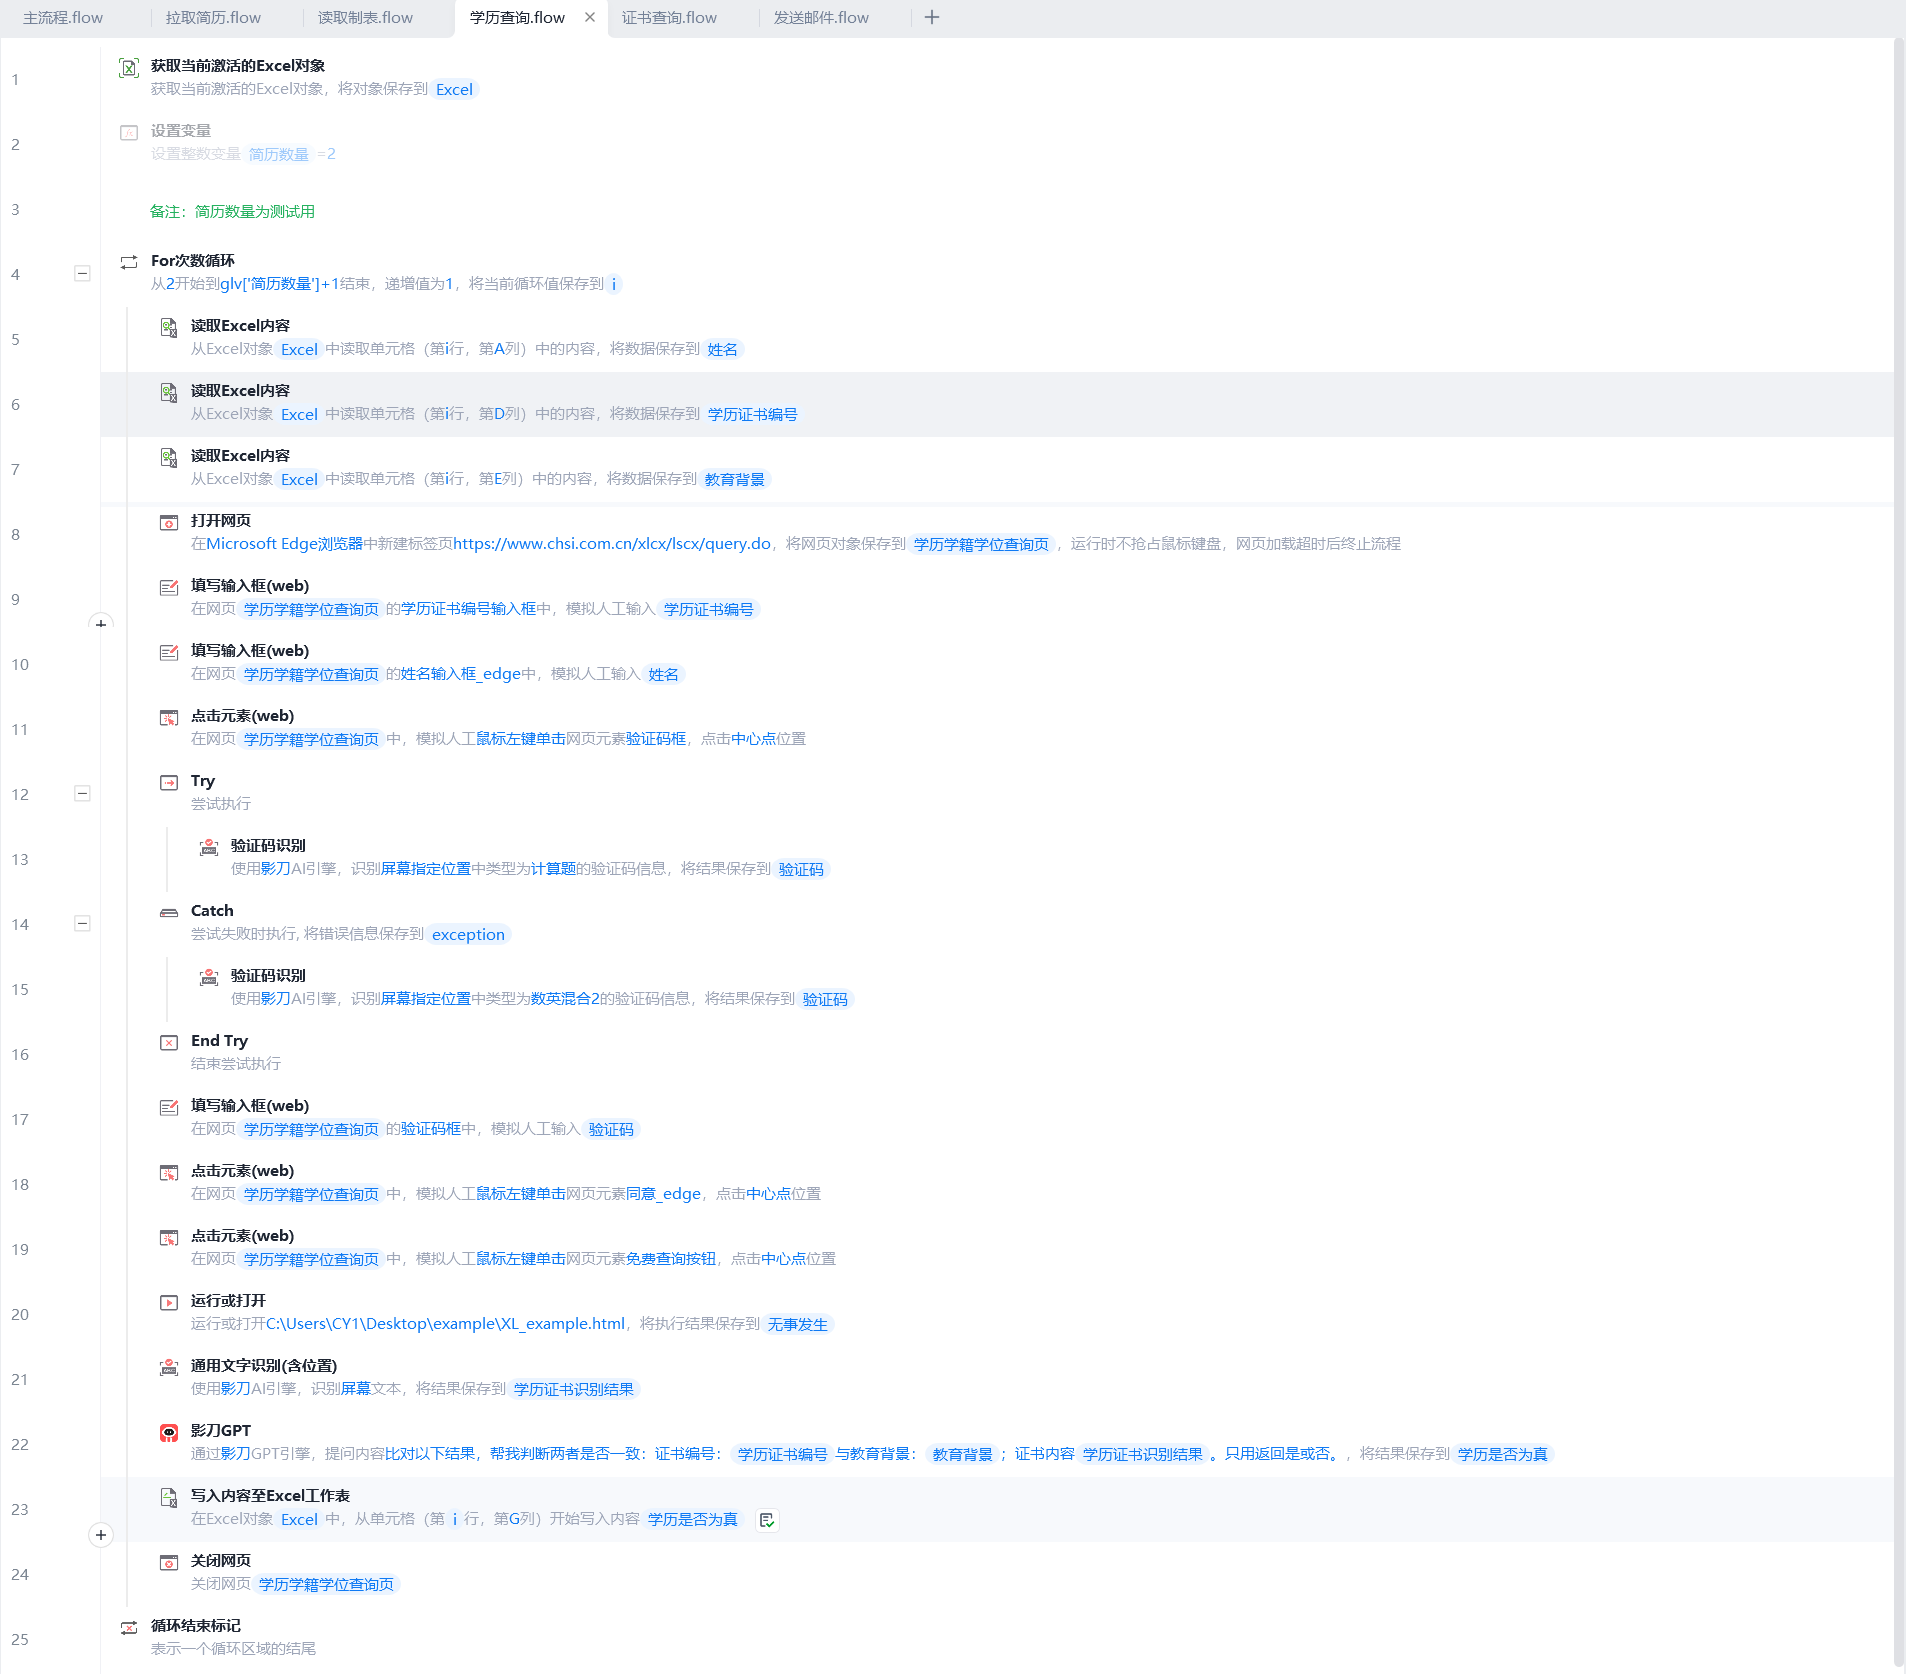 主流程.flow
拉取简历.flow
读取制表.flow
学历查询.flow
证书查询.flow
发送邮件.flow
1
获取当前激活的Excel对象
获取当前激活的Excel对象，将对象保存到 Excel
2
设置变量
设置整数变量 简历数量 =2
3
备注：简历数量为测试用
4
For次数循环
从2开始到glv['简历数量']+1结束，递增值为1，将当前循环值保存到 i
5
读取Excel内容
从Excel对象 Excel 中读取单元格（第i行，第A列）中的内容，将数据保存到 姓名
6
读取Excel内容
从Excel对象 Excel 中读取单元格（第i行，第D列）中的内容，将数据保存到 学历证书编号
7
读取Excel内容
从Excel对象 Excel 中读取单元格（第i行，第E列）中的内容，将数据保存到 教育背景
8
打开网页
在Microsoft Edge浏览器中新建标签页https://www.chsi.com.cn/xlcx/lscx/query.do，将网页对象保存到 学历学籍学位查询页 ，运行时不抢占鼠标键盘，网页加载超时后终止流程
9
填写输入框(web)
在网页 学历学籍学位查询页 的学历证书编号输入框中，模拟人工输入 学历证书编号
10
填写输入框(web)
在网页 学历学籍学位查询页 的姓名输入框_edge中，模拟人工输入 姓名
11
点击元素(web)
在网页 学历学籍学位查询页 中，模拟人工鼠标左键单击网页元素验证码框，点击中心点位置
12
Try
尝试执行
13
验证码识别
使用影刀AI引擎，识别屏幕指定位置中类型为计算题的验证码信息，将结果保存到 验证码
14
Catch
尝试失败时执行, 将错误信息保存到 exception
15
验证码识别
使用影刀AI引擎，识别屏幕指定位置中类型为数英混合2的验证码信息，将结果保存到 验证码
16
End Try
结束尝试执行
17
填写输入框(web)
在网页 学历学籍学位查询页 的验证码框中，模拟人工输入 验证码
18
点击元素(web)
在网页 学历学籍学位查询页 中，模拟人工鼠标左键单击网页元素同意_edge，点击中心点位置
19
点击元素(web)
在网页 学历学籍学位查询页 中，模拟人工鼠标左键单击网页元素免费查询按钮，点击中心点位置
20
运行或打开
运行或打开C:\Users\CY1\Desktop\example\XL_example.html，将执行结果保存到 无事发生
21
通用文字识别(含位置)
使用影刀AI引擎，识别屏幕文本，将结果保存到 学历证书识别结果
22
影刀GPT
通过影刀GPT引擎，提问内容比对以下结果，帮我判断两者是否一致：证书编号： 学历证书编号 与教育背景： 教育背景 ；证书内容 学历证书识别结果 。只用返回是或否。，将结果保存到 学历是否为真
23
写入内容至Excel工作表
在Excel对象 Excel 中，从单元格（第 i 行，第G列）开始写入内容 学历是否为真
24
关闭网页
关闭网页 学历学籍学位查询页
25
循环结束标记
表示一个循环区域的结尾